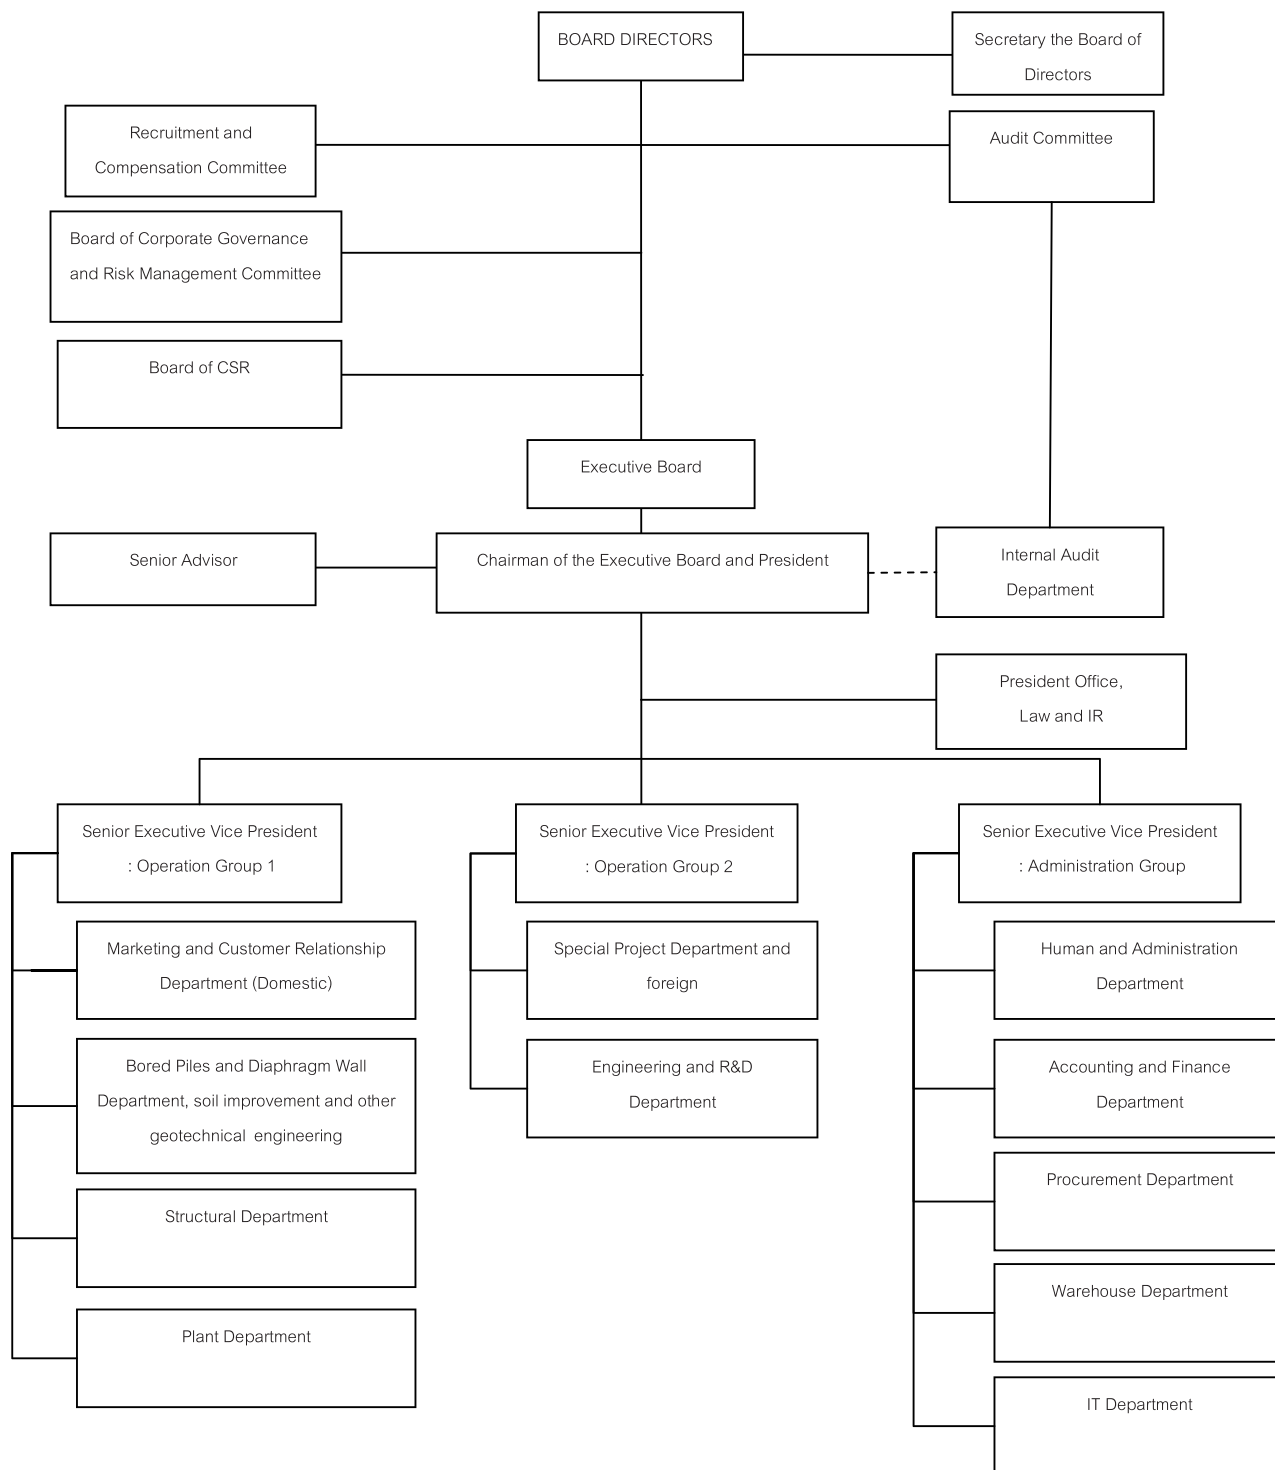 BOARD DIRECTORS
Secretary the Board of
Directors
Recruitment and
Compensation Committee
Audit Committee
Board of Corporate Governance
and Risk Management Committee
Board of CSR
Executive Board
Senior Advisor
Chairman of the Executive Board and President
Internal Audit
Department
President Office,
Law and IR
Senior Executive Vice President
: Operation Group 1
Senior Executive Vice President
: Operation Group 2
Senior Executive Vice President
: Administration Group
Marketing and Customer Relationship
Department (Domestic)
Special Project Department and
foreign
Human and Administration
Department
Bored Piles and Diaphragm Wall
Department, soil improvement and other
geotechnical engineering
Engineering and R&D
Department
Accounting and Finance
Department
Structural Department
Procurement Department
Plant Department
Warehouse Department
IT Department